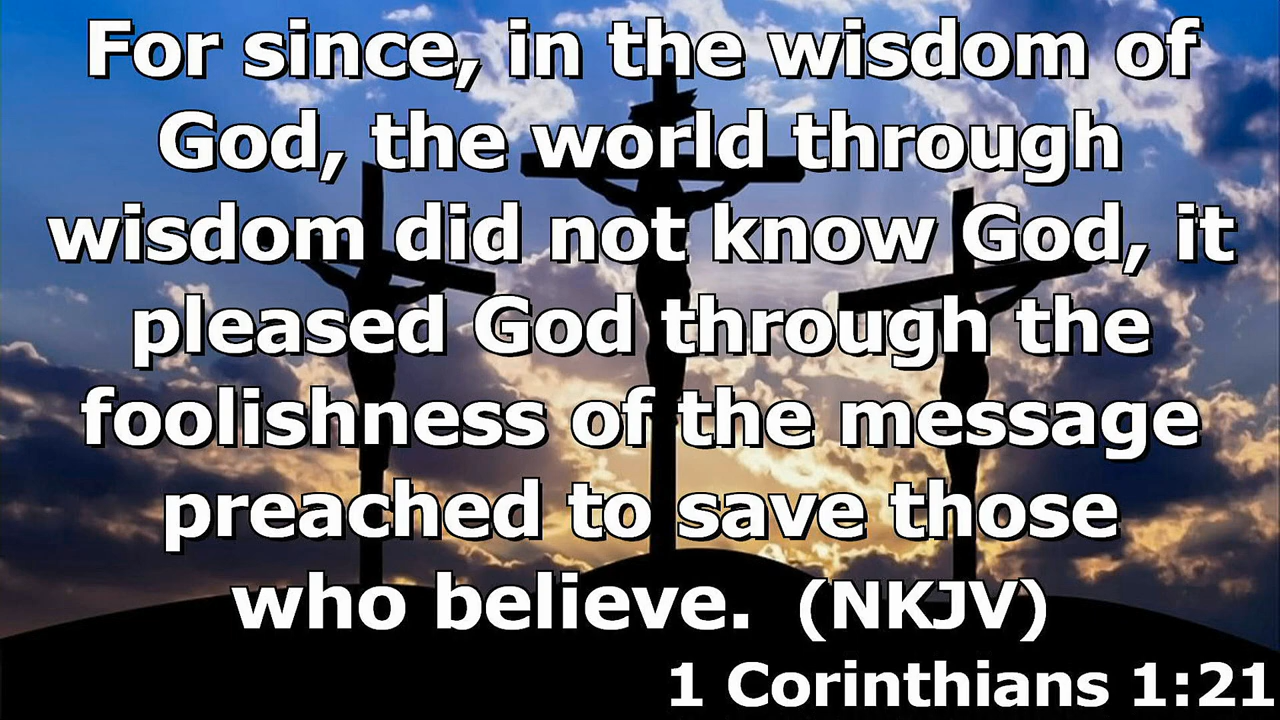 For since, in the wisdom of
God, the world through
wisdom did not know God, it
pleased God through the
foolishness of the message
preached to save those
who believe. (NKJV)
1 Corinthians 1:21